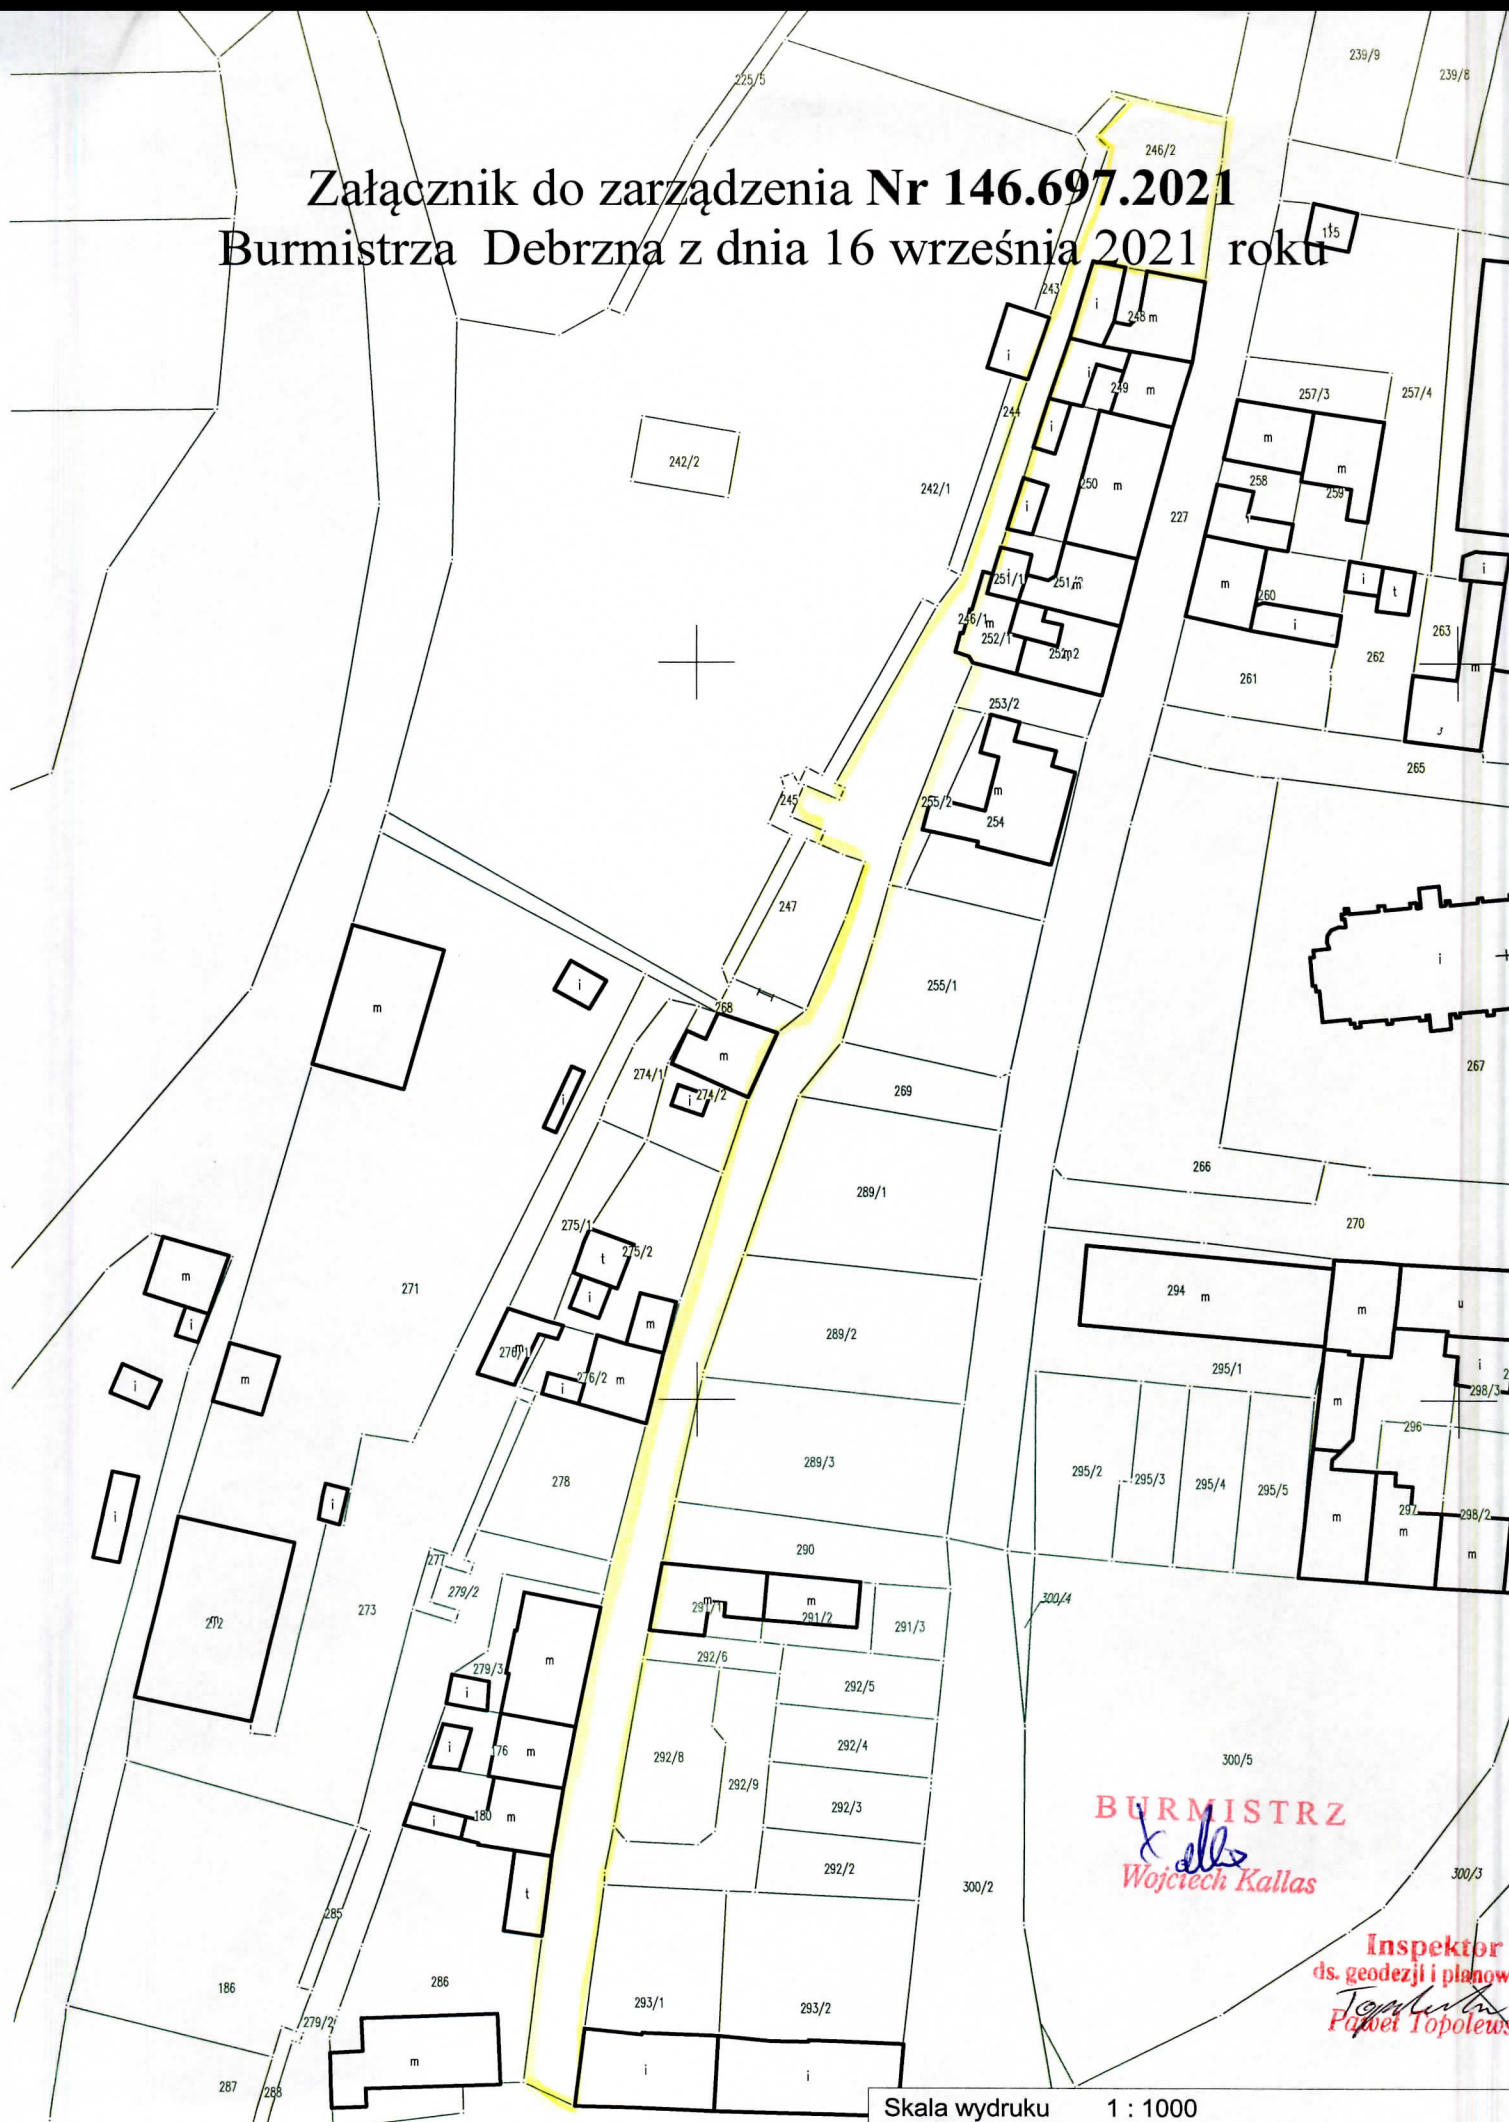 225/5
239/9
239/8
246/2
Załącznik do zarządzenia Nr 146.697.2021
Burmistrza Debrzna z dnia 16 września 2021 roku
243
i
248 m
i
i
249
m
257/3
257/4
244
i
m
m
242/2
242/1
i
250
m
258
259
227
251/1
m
i
t
246/1
m
252/1
260
i
263
262
261
m
253/2
265
245
m
255/2
254
247
i
255/1
m
i
268
m
267
274/1
i
274/2
i
269
266
289/1
270
275/1
275/2
t
m
i
271
i
294
m
m
u
m
289/2
276/1
276/2
m
i
m
i
295/1
i
298/3
m
296
278
289/3
295/2
295/3
295/4
295/5
i
i
297
298/2
m
m
m
290
277
279/2
300/4
m
m
291/1
291/2
291/3
273
272
292/6
m
279/3
i
292/5
i
176
m
292/8
292/4
300/5
292/9
292/3
180
i
m
BURMISTRZ
Wojciech Kallas
292/2
300/2
300/3
t
285
Inspektor
ds. geodezji i planow
186
286
293/1
293/2
279/2
Paweł Topolews
m
i
i
287
288
Skala wydruku 1 : 1000